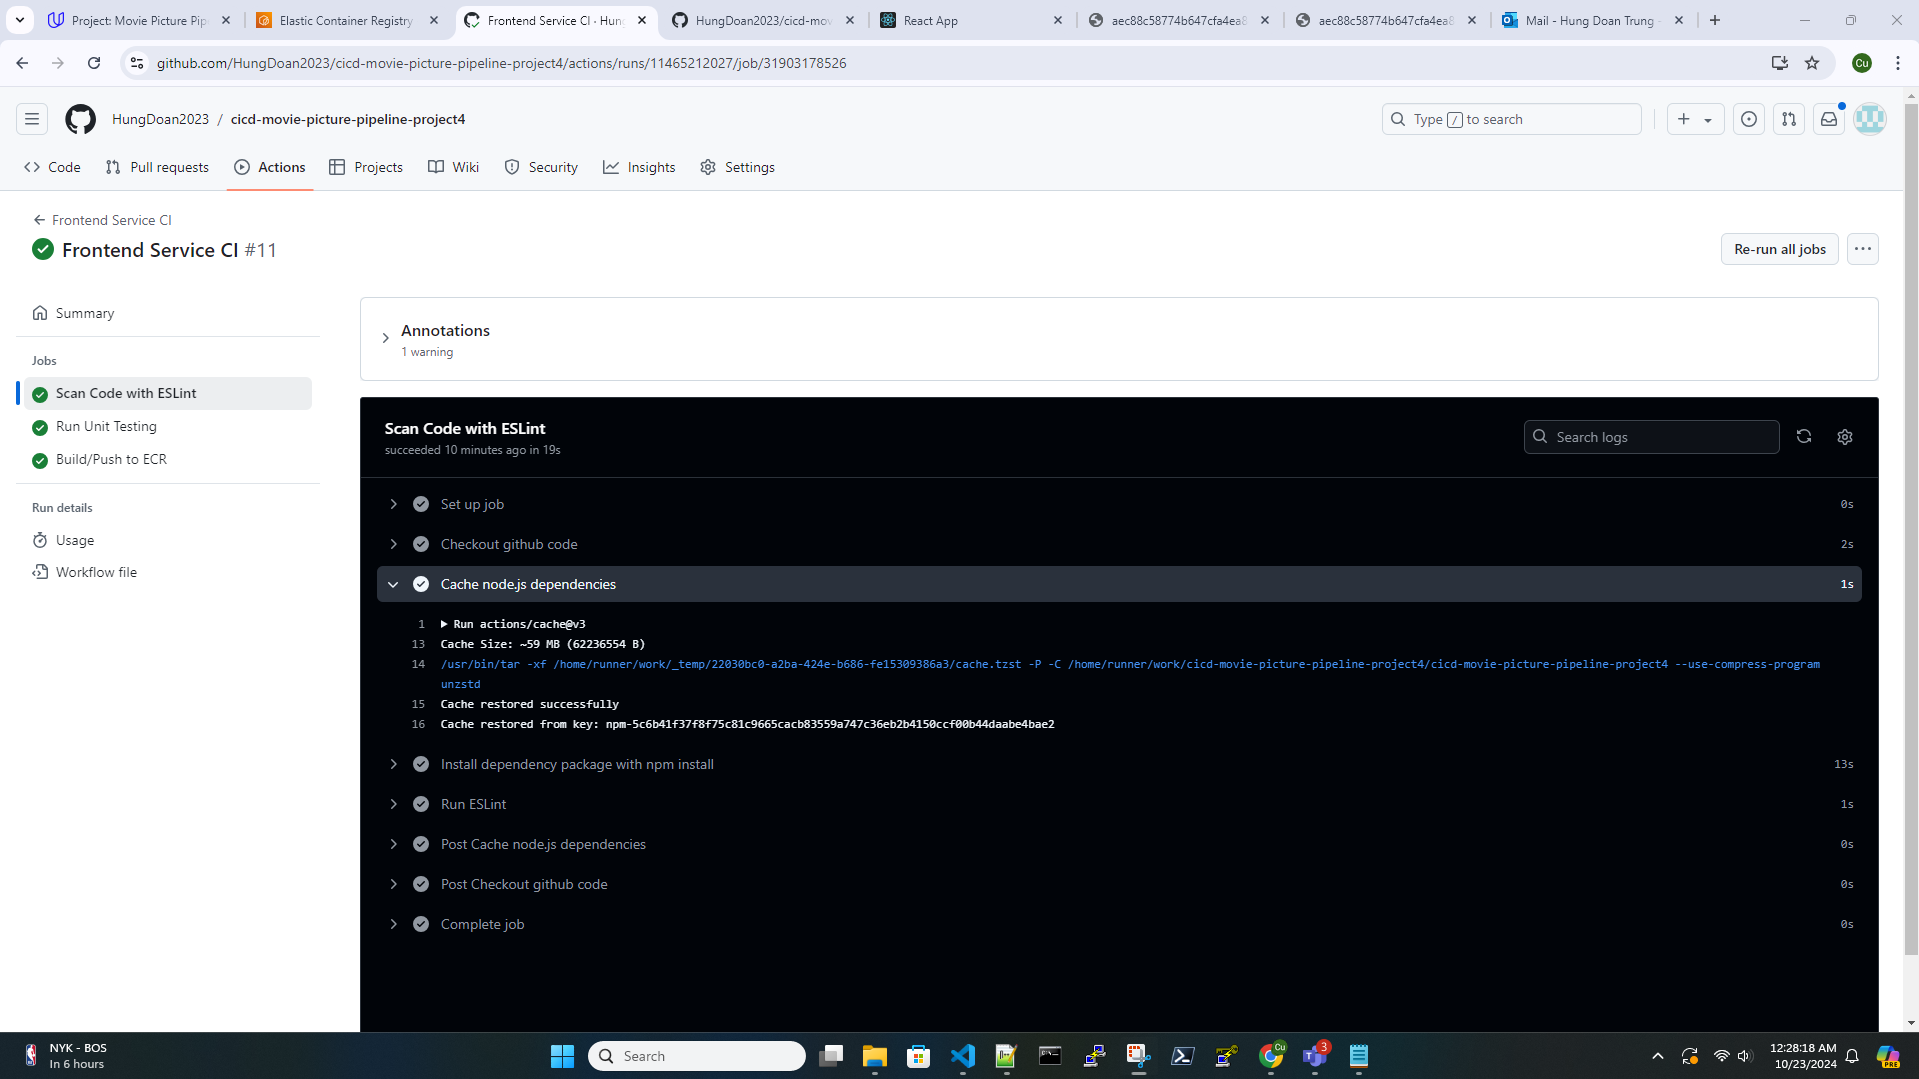 Project: Movie Picture Pip
Elastic Container Registry
Frontend Service CI · Hung
HungDoan2023/cicd-mov
React App
aec88c58774b647cfa4ea8
aec88c58774b647cfa4ea8
Mail - Hung Doan Trung -
github.com/HungDoan2023/cicd-movie-picture-pipeline-project4/actions/runs/11465212027/job/31903178526
Cu
HungDoan2023 / cicd-movie-picture-pipeline-project4
Type / to search
Code
Pull requests
Actions
Projects
Wiki
Security
Insights
Settings
Frontend Service CI
Frontend Service CI #11
Re-run all jobs
Summary
Jobs
Scan Code with ESLint
Run Unit Testing
Build/Push to ECR
Run details
Usage
Workflow file
Annotations
1 warning
Scan Code with ESLint
succeeded 10 minutes ago in 19s
Search logs
Set up job 0s
Checkout github code 2s
Cache node.js dependencies 1s
1 Run actions/cache@v3
13 Cache Size: ~59 MB (62236554 B)
14 /usr/bin/tar -xf /home/runner/work/_temp/22030bc0-a2ba-424e-b686-fe15309386a3/cache.tzst -P -C /home/runner/work/cicd-movie-picture-pipeline-project4/cicd-movie-picture-pipeline-project4 --use-compress-program
unzstd
15 Cache restored successfully
16 Cache restored from key: npm-5c6b41f37f8f75c81c9665cacb83559a747c36eb2b4150ccf00b44daabe4bae2
Install dependency package with npm install 13s
Run ESLint 1s
Post Cache node.js dependencies 0s
Post Checkout github code 0s
Complete job 0s
NYK - BOS
In 6 hours
Search
Cu
3
12:28:18 AM
10/23/2024
PRE